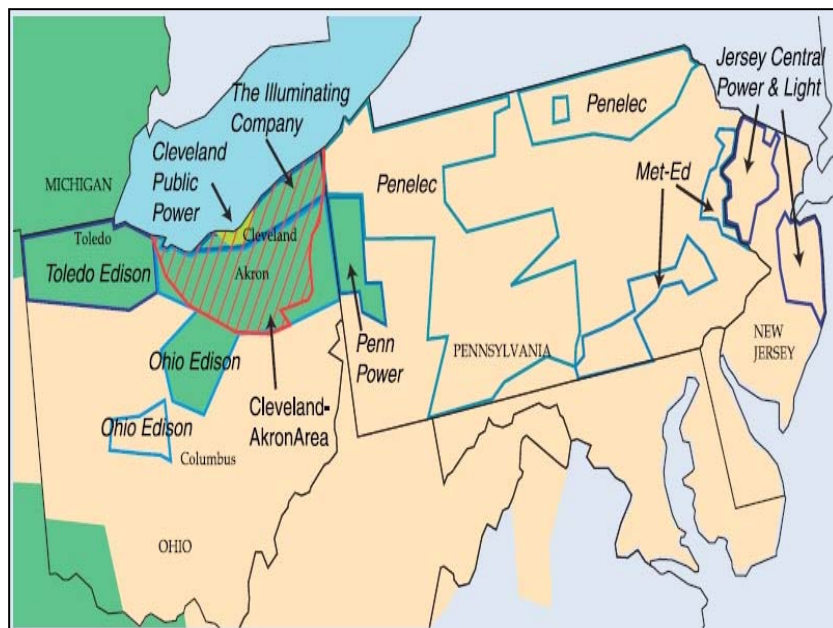 Jersey Central
Power & Light
The Illuminating
Company
Penelec
Cleveland
Public
Power
Penelec
Met-Ed
MICHIGAN
Toledo
Cleveland
Toledo Edison
Akron
Penn
Power
PENNSYLVANIA
NEW
JERSEY
Ohio Edison
Cleveland-
AkronArea
Ohio Edison
Columbus
OHIO